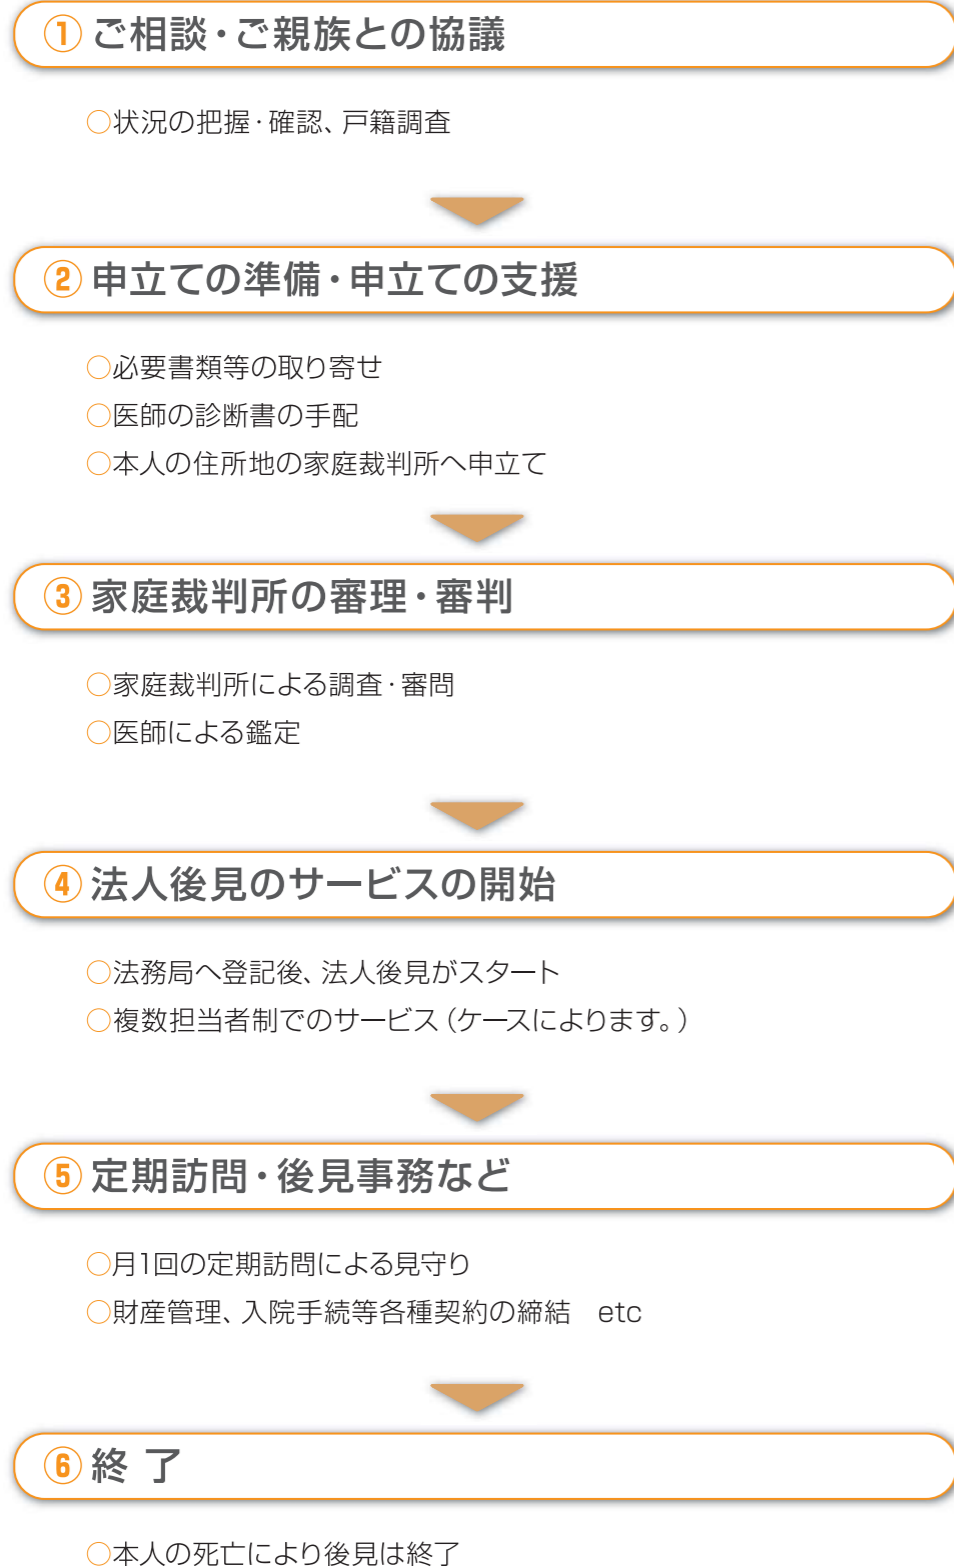 ① ご相談・ご親族との協議
○状況の把握・確認、戸籍調査
② 申立ての準備・申立ての支援
○必要書類等の取り寄せ
○医師の診断書の手配
○本人の住所地の家庭裁判所へ申立て
③ 家庭裁判所の審理・審判
○家庭裁判所による調査・審問
○医師による鑑定
④ 法人後見のサービスの開始
○法務局へ登記後、法人後見がスタート
○複数担当者制でのサービス（ケースによります。）
⑤ 定期訪問・後見事務など
○月1回の定期訪問による見守り
○財産管理、入院手続等各種契約の締結　etc
⑥ 終 了
○本人の死亡により後見は終了